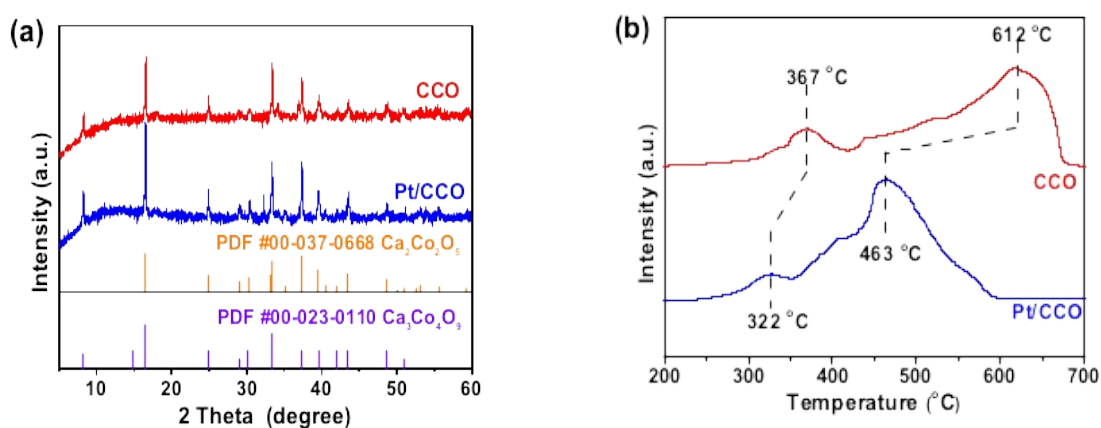 (a)
CCO
Pt/CCO
PDF #00-037-0668 Ca₂Co₂O₅
PDF #00-023-0110 Ca₃Co₄O₉
Intensity (a.u.)
10 20 30 40 50 60
2 Theta (degree)
(b)
612 °C
367 °C
CCO
463 °C
322 °C
Pt/CCO
Intensity (a.u.)
200 300 400 500 600 700
Temperature (°C)